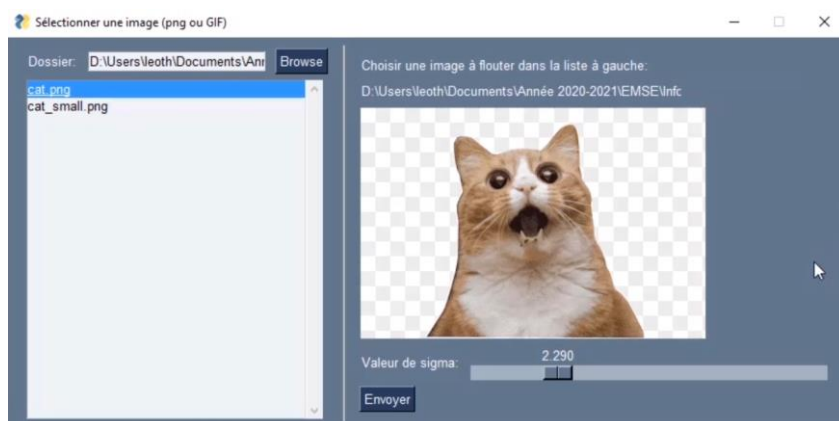 Sélectionner une image (png ou GIF)
Dossier: D:\Users\leoth\Documents\Ann Browse
cat.png
cat_small.png
Choisir une image à flouter dans la liste à gauche:
D:\Users\leoth\Documents\Année 2020-2021\EMSE\Infc
Valeur de sigma: 2.290
Envoyer